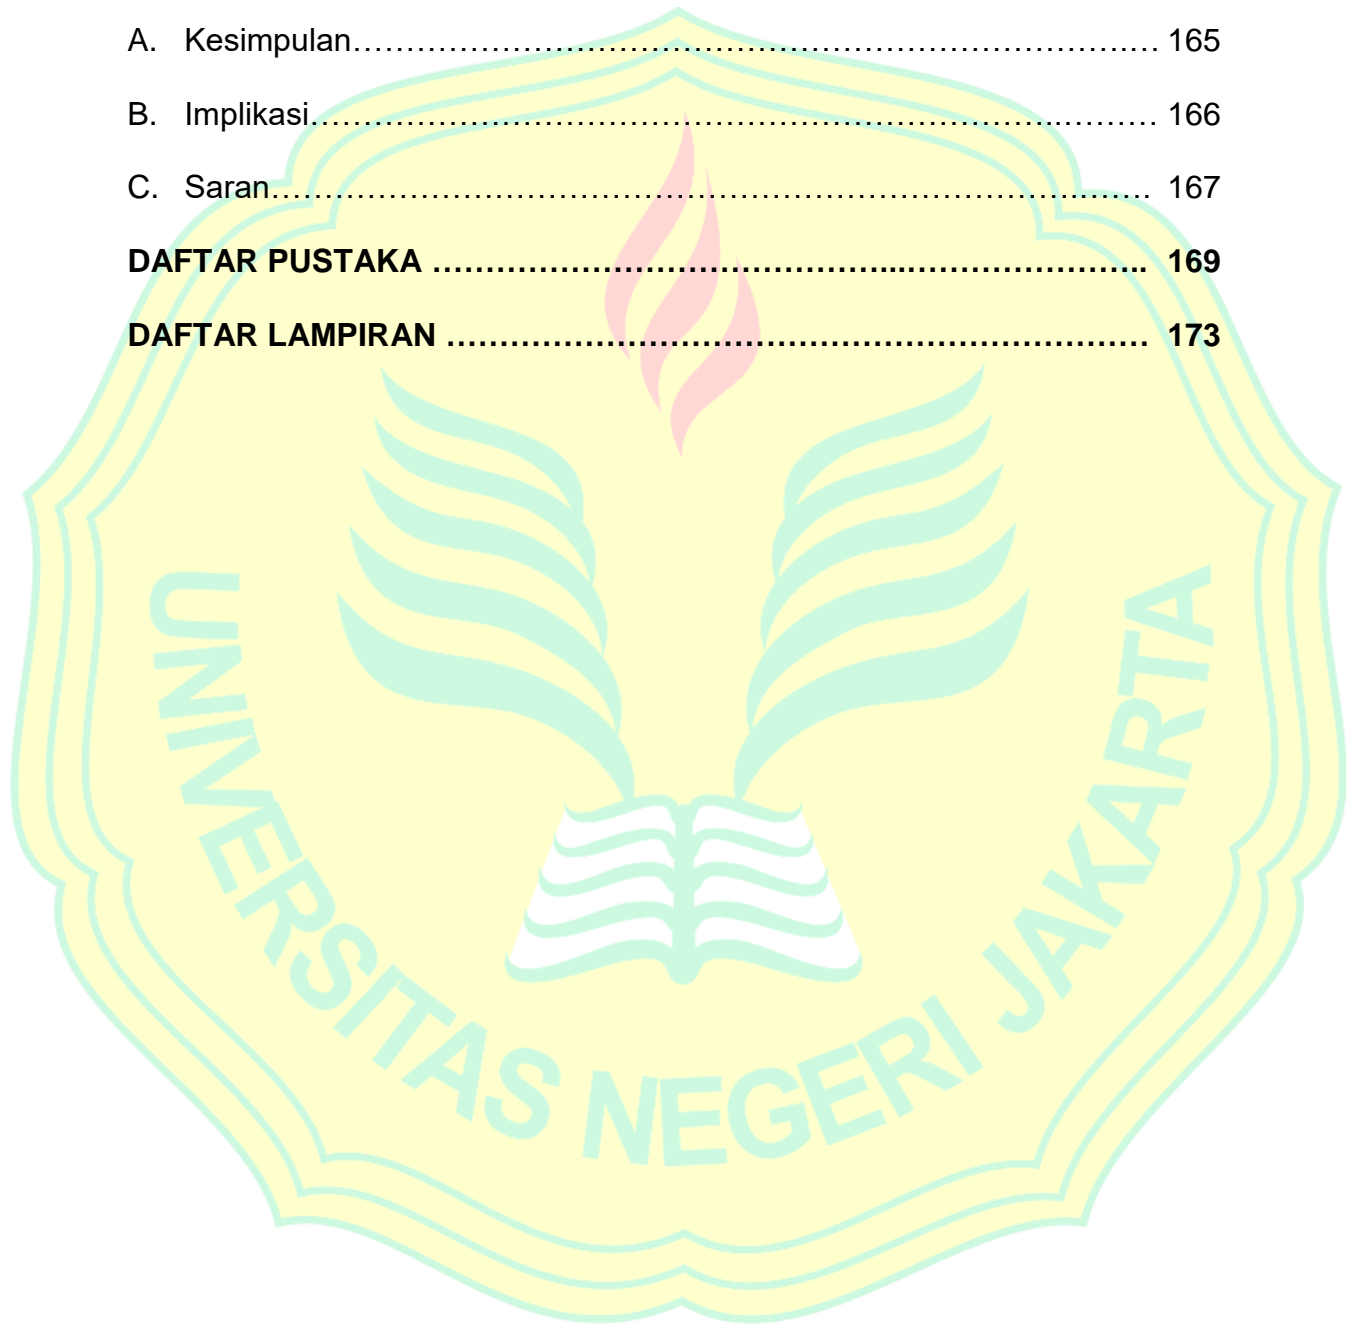 A. Kesimpulan…………………………………………………………………………… 165
B. Implikasi……………………………………………………………………………… 166
C. Saran………………………………………………………………………………… 167
DAFTAR PUSTAKA ………………………………………………………….. 169
DAFTAR LAMPIRAN ………………………………………………………… 173
UNIVERSITAS NEGERI JAKARTA